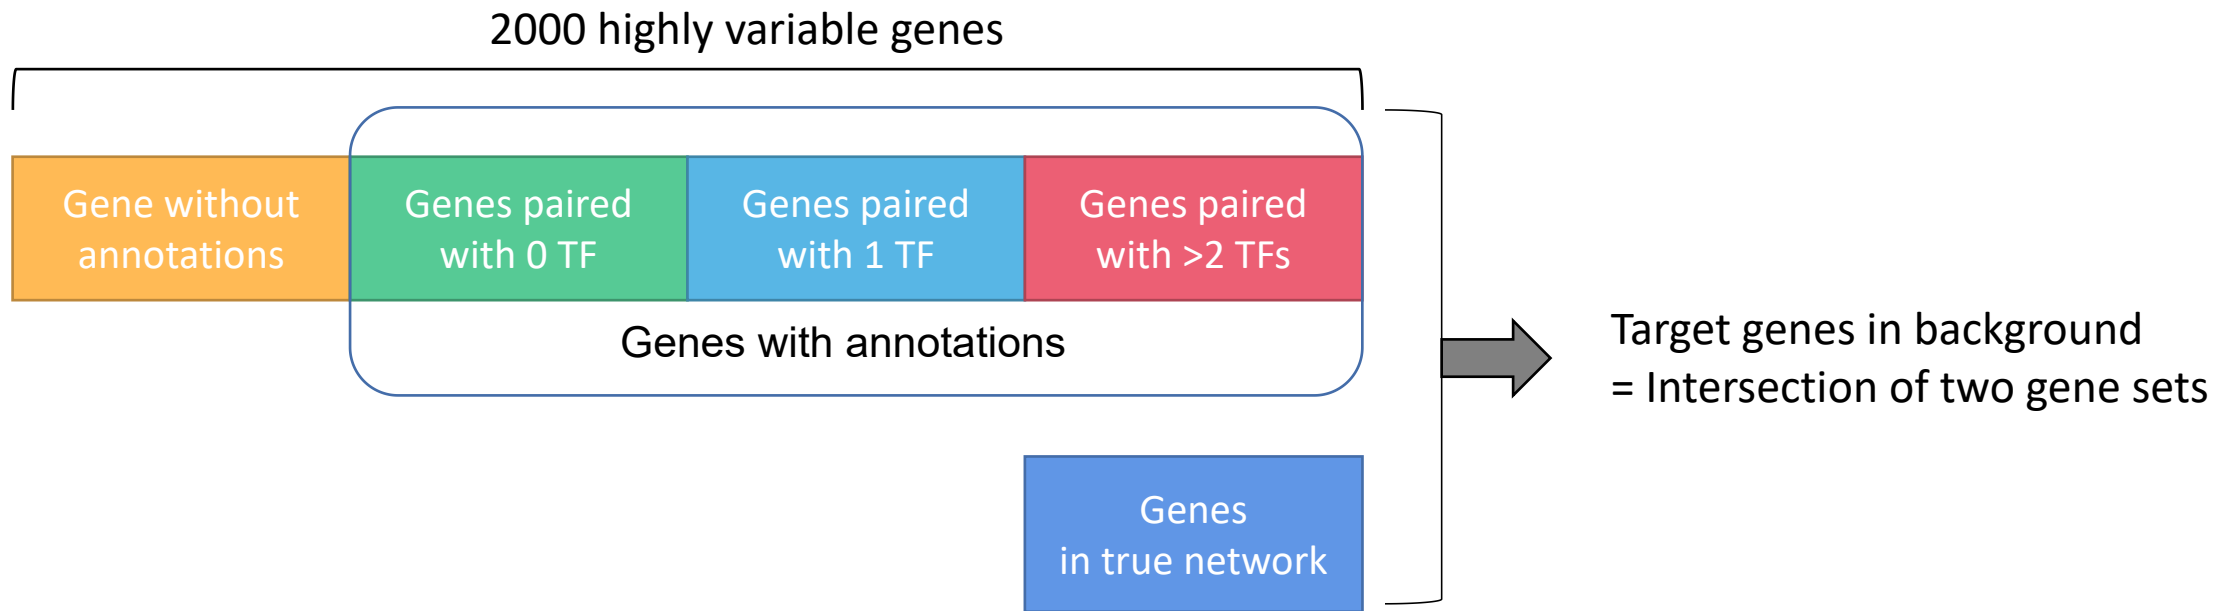 2000 highly variable genes
Gene without
annotations
Genes paired
with 0 TF
Genes paired
with 1 TF
Genes paired
with >2 TFs
Genes with annotations
Target genes in background
= Intersection of two gene sets
Genes
in true network